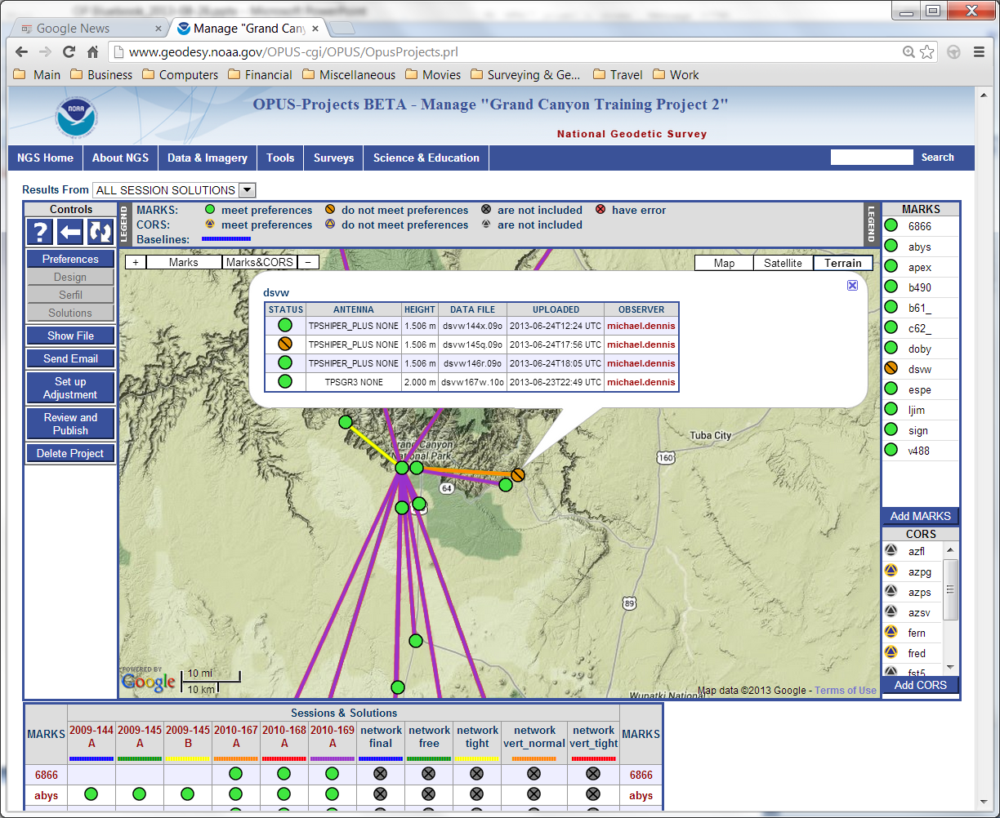 Google News
Manage "Grand Cany
www.geodesy.noaa.gov/OPUS-cgi/OPUS/OpusProjects.prl
Main Business Computers Financial Miscellaneous Movies Surveying & Ge... Travel Work
NOAA
OPUS-Projects BETA - Manage "Grand Canyon Training Project 2"
National Geodetic Survey
NGS Home About NGS Data & Imagery Tools Surveys Science & Education Search
Results From ALL SESSION SOLUTIONS
Controls
?
Preferences
Design
Serfil
Solutions
Show File
Send Email
Set up
Adjustment
Review and
Publish
Delete Project
LEGEND
MARKS: meet preferences do not meet preferences are not included have error
CORS: meet preferences do not meet preferences are not included
Baselines:
LEGEND
+ Marks Marks&CORS −
Map Satellite Terrain
dsvw
STATUS ANTENNA HEIGHT DATA FILE UPLOADED OBSERVER
TPSHIPER_PLUS NONE 1.506 m dsvw144x.09o 2013-06-24T12:24 UTC michael.dennis
TPSHIPER_PLUS NONE 1.506 m dsvw145q.09o 2013-06-24T17:56 UTC michael.dennis
TPSHIPER_PLUS NONE 1.506 m dsvw146r.09o 2013-06-24T18:05 UTC michael.dennis
TPSGR3 NONE 2.000 m dsvw167w.10o 2013-06-23T22:49 UTC michael.dennis
Grand Canyon
National Park
64
Tuba City
160
89
Wupatki National
POWERED BY
Google
10 mi
10 km
Map data ©2013 Google - Terms of Use
MARKS
6866
abys
apex
b490
b61_
c62_
doby
dsvw
espe
ljim
sign
v488
Add MARKS
CORS
azfl
azpg
azps
azsv
fern
fred
fst5
Add CORS
Sessions & Solutions
MARKS 2009-144 A 2009-145 A 2009-145 B 2010-167 A 2010-168 A 2010-169 A network final network free network tight network vert_normal network vert_tight MARKS
6866 6866
abys abys